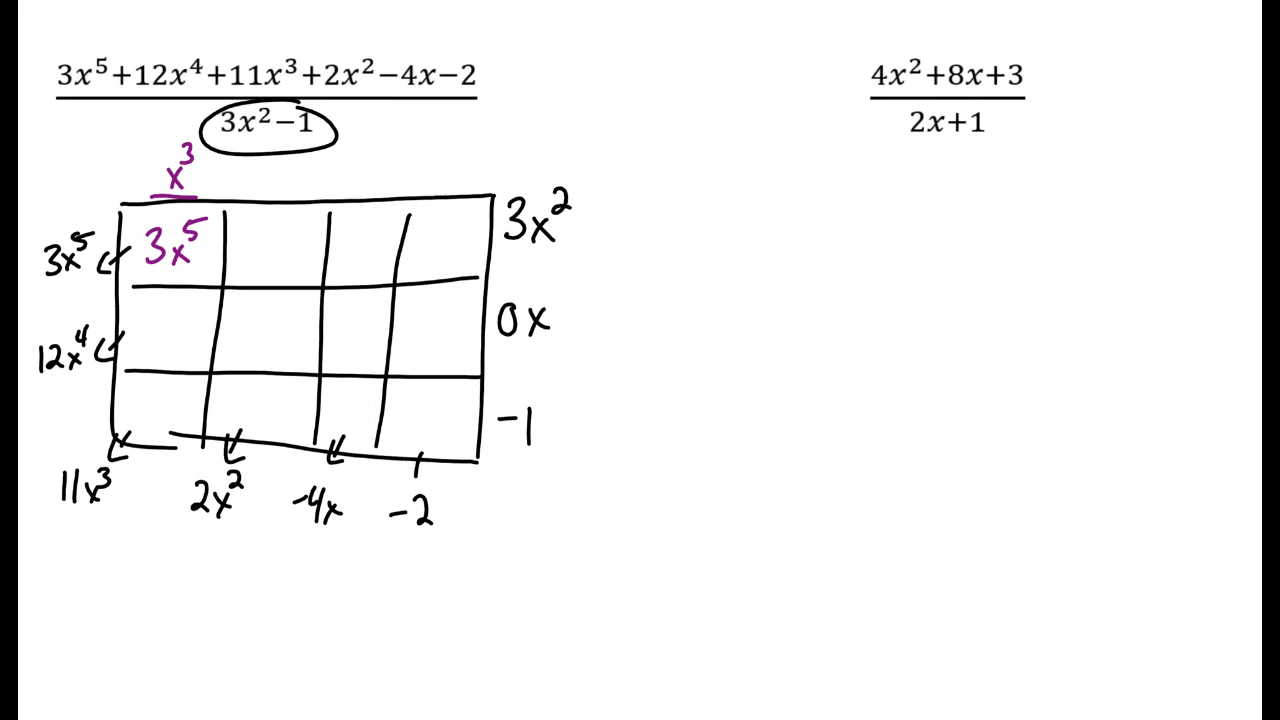 3x⁵+12x⁴+11x³+2x²−4x−2
3x²−1
4x²+8x+3
2x+1
x³
3x⁵ 3x⁵ 3x²
12x⁴ 0x
−1
11x³ 2x² −4x −2